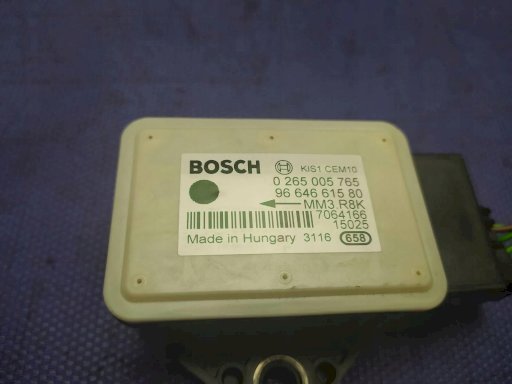 BOSCH KIS1 CEM10
0 265 005 765
96 646 615 80
MM3 R8K
7064166
15025
Made in Hungary 3116 658